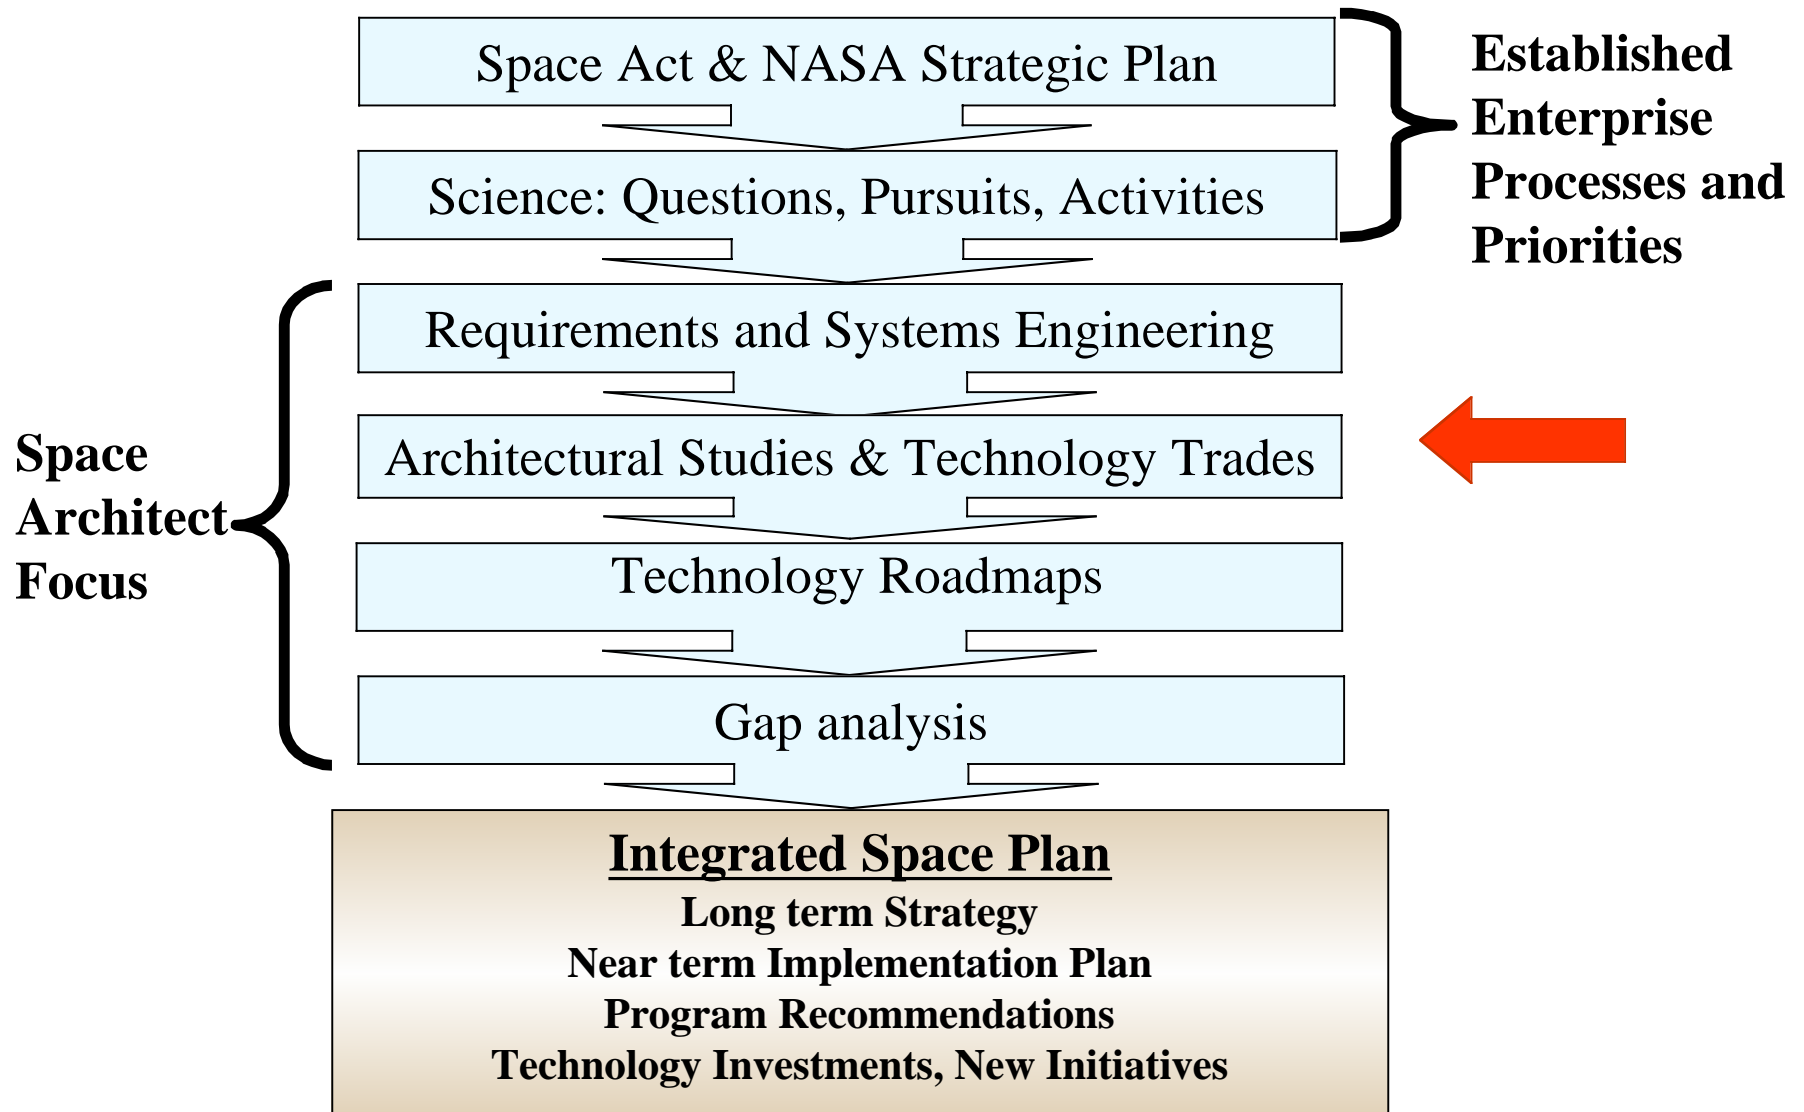 Space Act & NASA Strategic Plan
Established
Enterprise
Processes and
Priorities
Science: Questions, Pursuits, Activities
Requirements and Systems Engineering
Architectural Studies & Technology Trades
Space
Architect
Focus
Technology Roadmaps
Gap analysis
Integrated Space Plan
Long term Strategy
Near term Implementation Plan
Program Recommendations
Technology Investments, New Initiatives